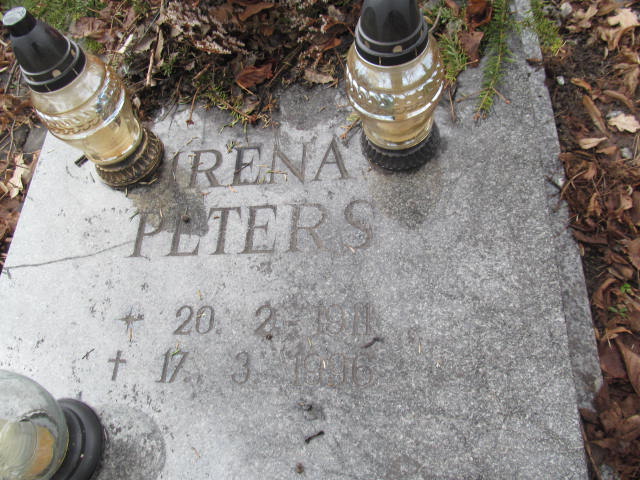 IRENA
PETERS
* 20. 2. 1911
† 17. 3. 1996